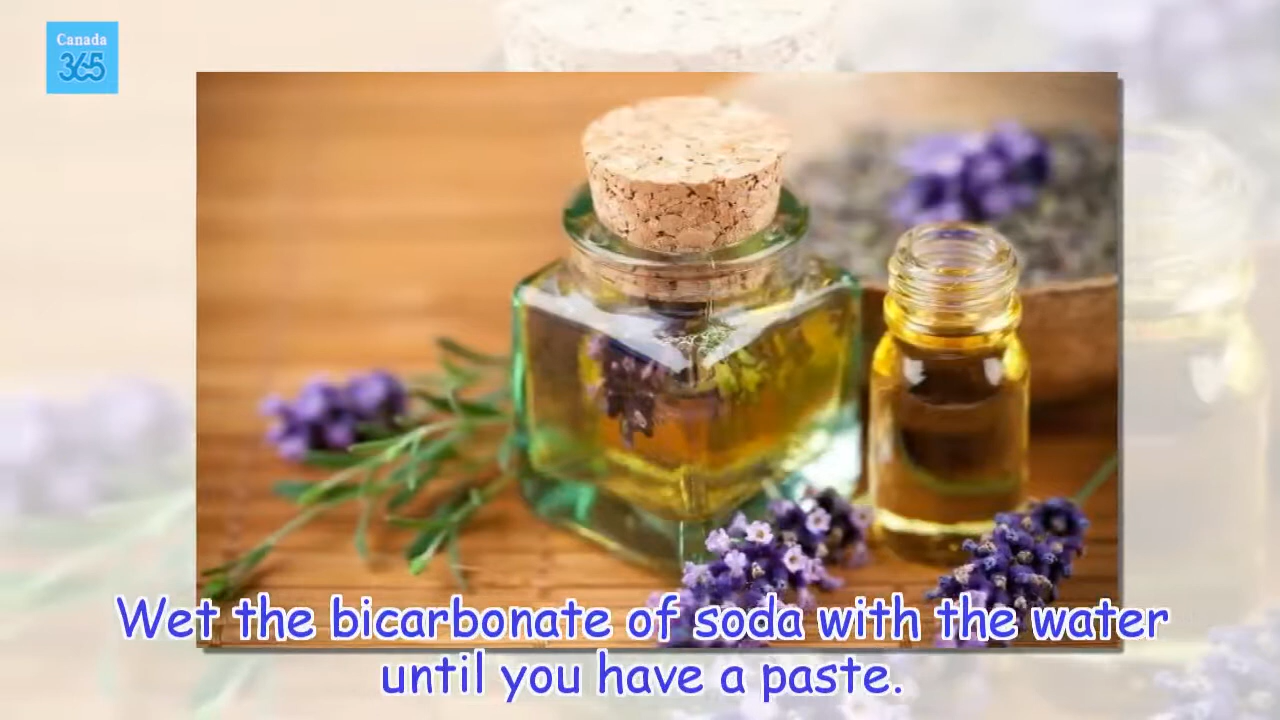 Canada
365
Wet the bicarbonate of soda with the water
until you have a paste.